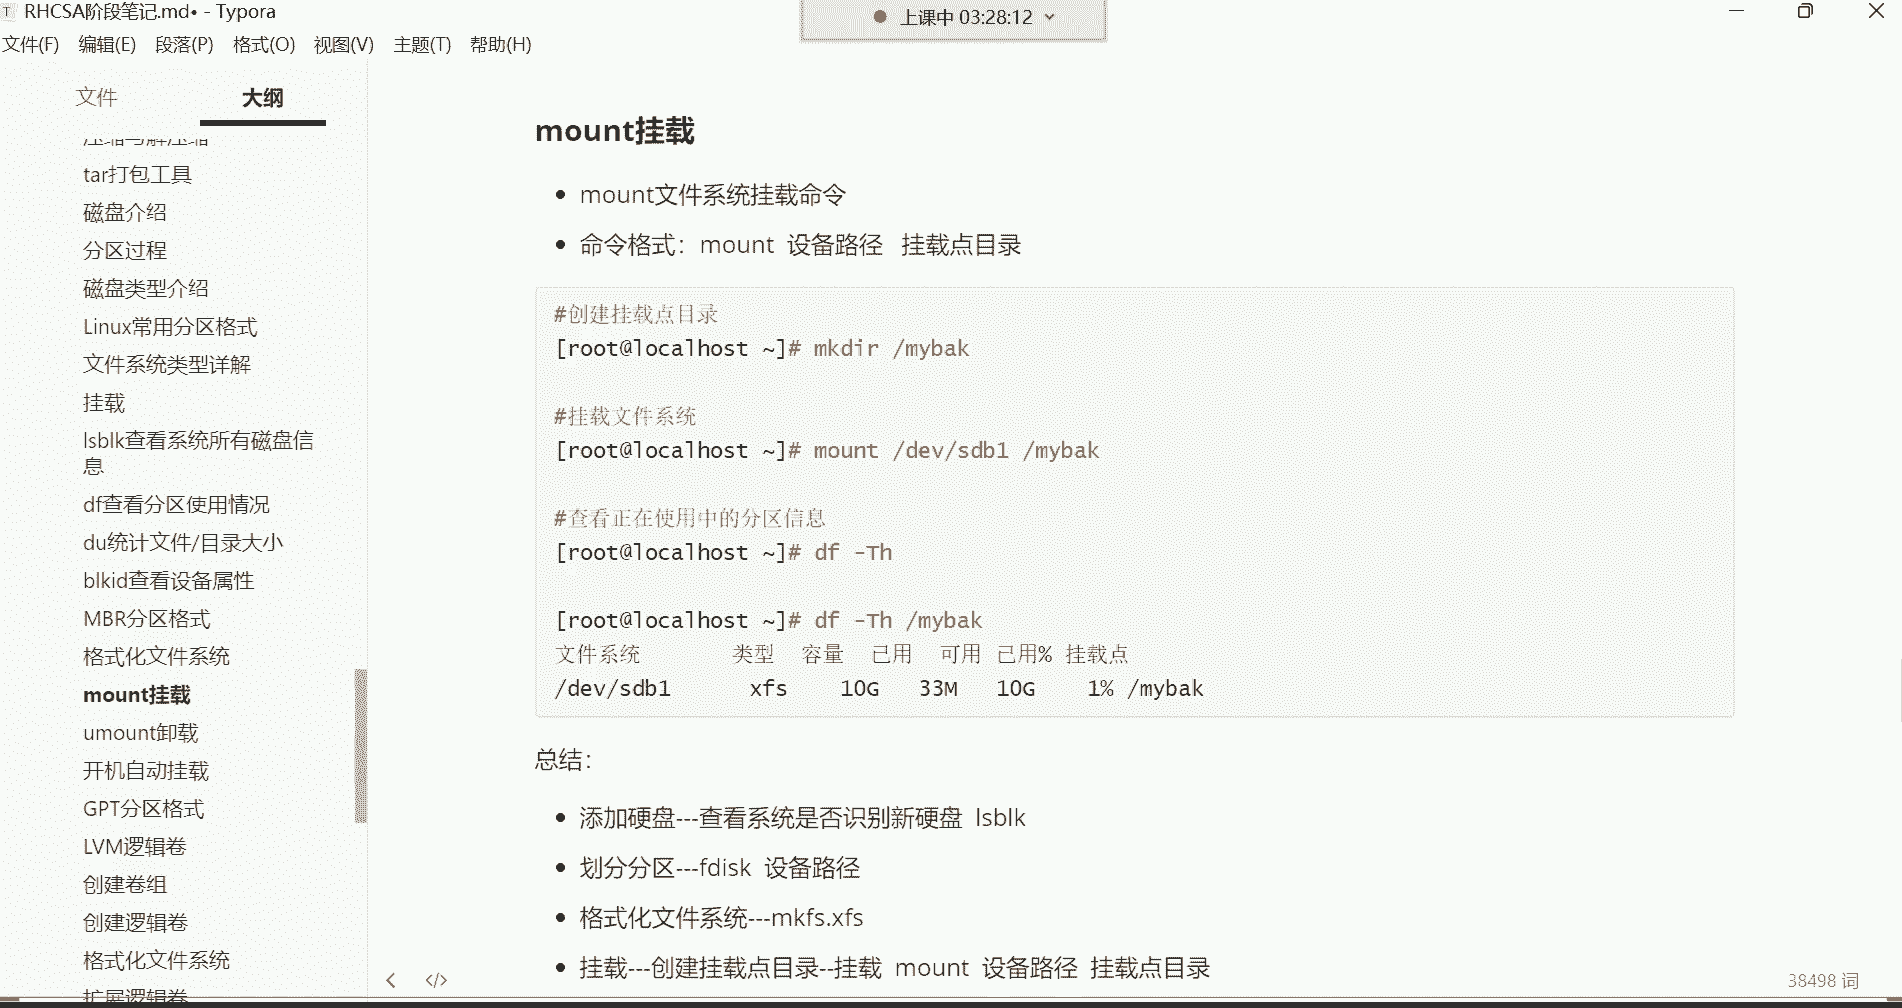 RHCSA阶段笔记.md• - Typora
上课中 03:28:12
文件(F) 编辑(E) 段落(P) 格式(O) 视图(V) 主题(T) 帮助(H)
文件 大纲
压缩与解压缩
tar打包工具
磁盘介绍
分区过程
磁盘类型介绍
Linux常用分区格式
文件系统类型详解
挂载
lsblk查看系统所有磁盘信
息
df查看分区使用情况
du统计文件/目录大小
blkid查看设备属性
MBR分区格式
格式化文件系统
mount挂载
umount卸载
开机自动挂载
GPT分区格式
LVM逻辑卷
创建卷组
创建逻辑卷
格式化文件系统
扩展逻辑卷
mount挂载
mount文件系统挂载命令
命令格式：mount 设备路径 挂载点目录
#创建挂载点目录
[root@localhost ~]# mkdir /mybak
#挂载文件系统
[root@localhost ~]# mount /dev/sdb1 /mybak
#查看正在使用中的分区信息
[root@localhost ~]# df -Th
[root@localhost ~]# df -Th /mybak
文件系统 类型 容量 已用 可用 已用% 挂载点
/dev/sdb1 xfs 10G 33M 10G 1% /mybak
总结：
添加硬盘---查看系统是否识别新硬盘 lsblk
划分分区---fdisk 设备路径
格式化文件系统---mkfs.xfs
挂载---创建挂载点目录--挂载 mount 设备路径 挂载点目录
</> 38498 词